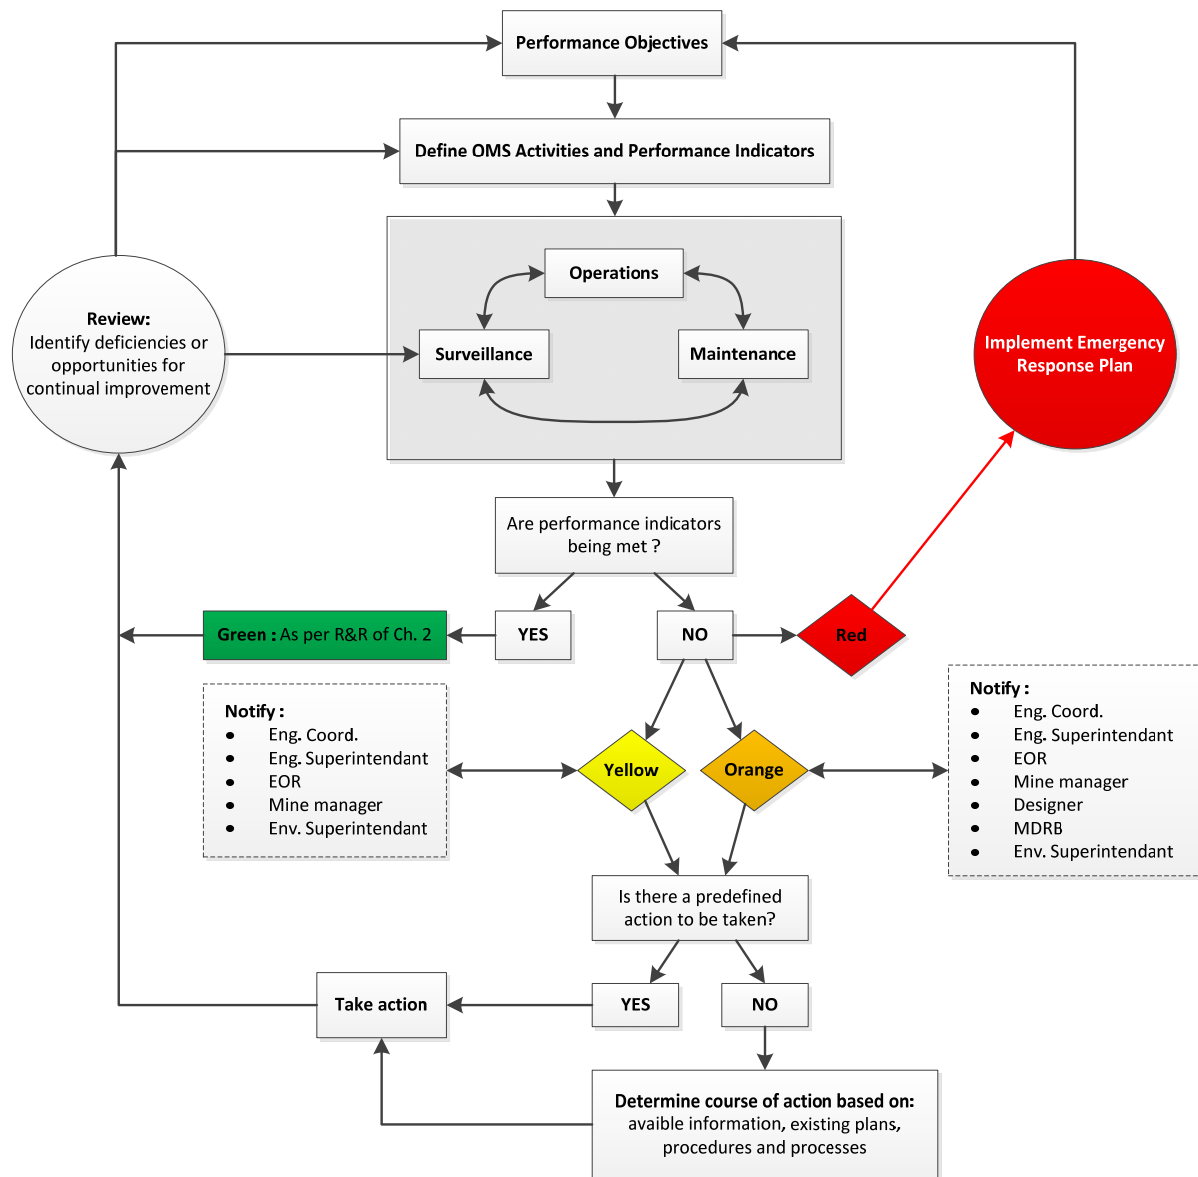 Performance Objectives
Define OMS Activities and Performance Indicators
Operations
Surveillance
Maintenance
Review:
Identify deficiencies or
opportunities for
continual improvement
Implement Emergency
Response Plan
Are performance indicators
being met ?
YES
NO
Green : As per R&R of Ch. 2
Red
Notify :
• Eng. Coord.
• Eng. Superintendant
• EOR
• Mine manager
• Env. Superintendant
Yellow
Orange
Notify :
• Eng. Coord.
• Eng. Superintendant
• EOR
• Mine manager
• Designer
• MDRB
• Env. Superintendant
Is there a predefined
action to be taken?
Take action
YES
NO
Determine course of action based on:
avaible information, existing plans,
procedures and processes